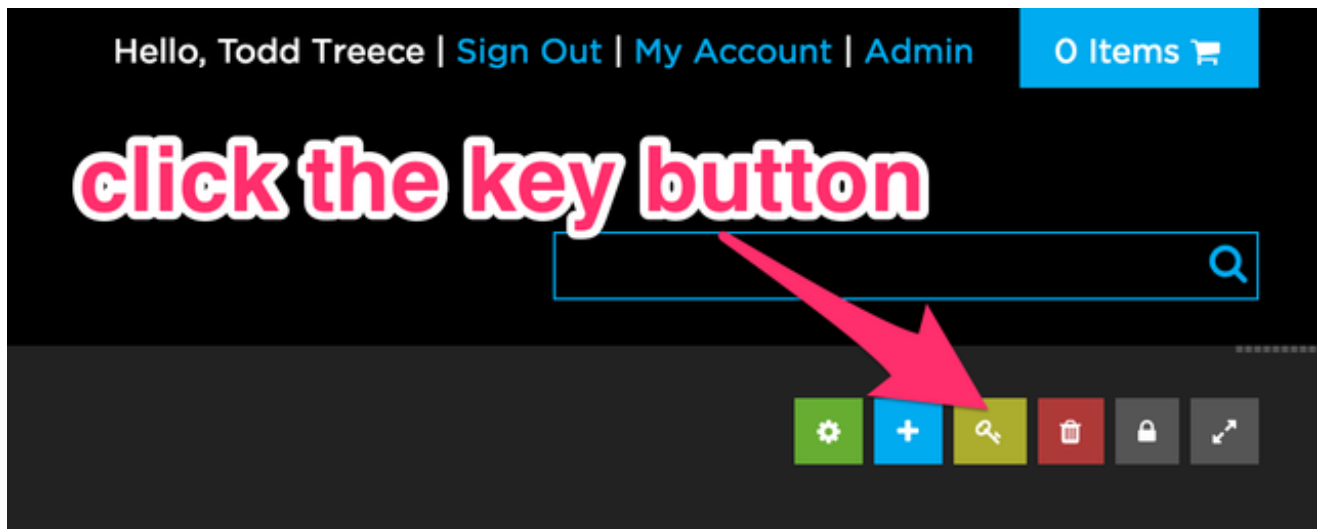 Hello, Todd Treece | Sign Out | My Account | Admin 0 Items
click the key button